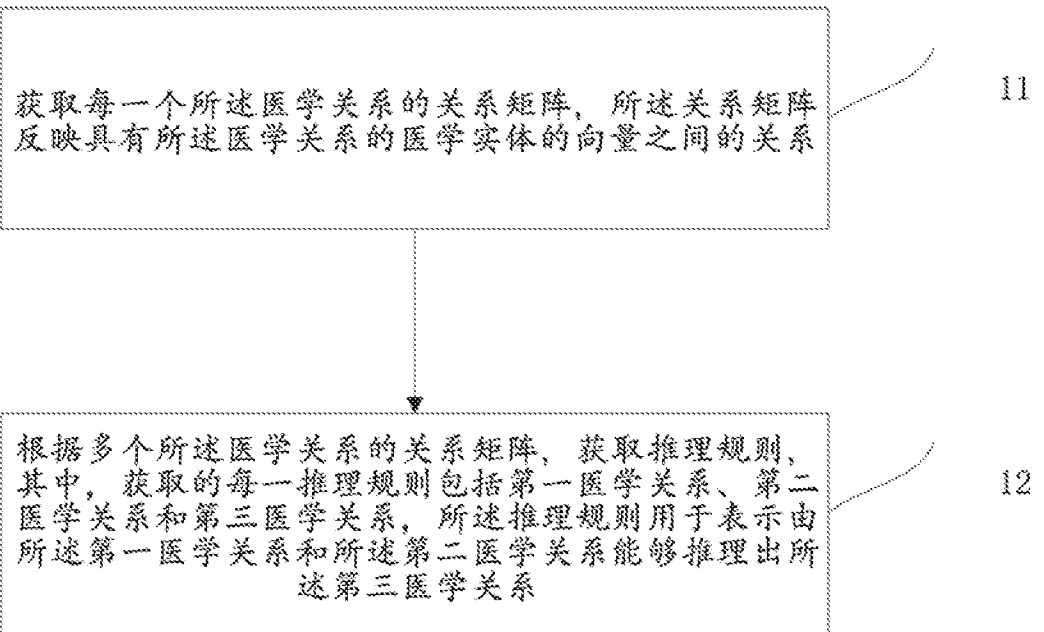 获取每一个所述医学关系的关系矩阵，所述关系矩阵
反映具有所述医学关系的医学实体的向量之间的关系
11
根据多个所述医学关系的关系矩阵、获取推理规则、
其中，获取的每一推理规则包括第一医学关系、第二
医学关系和第三医学关系，所述推理规则用于表示由
所述第一医学关系和所述第二医学关系能够推理出所
述第三医学关系
12